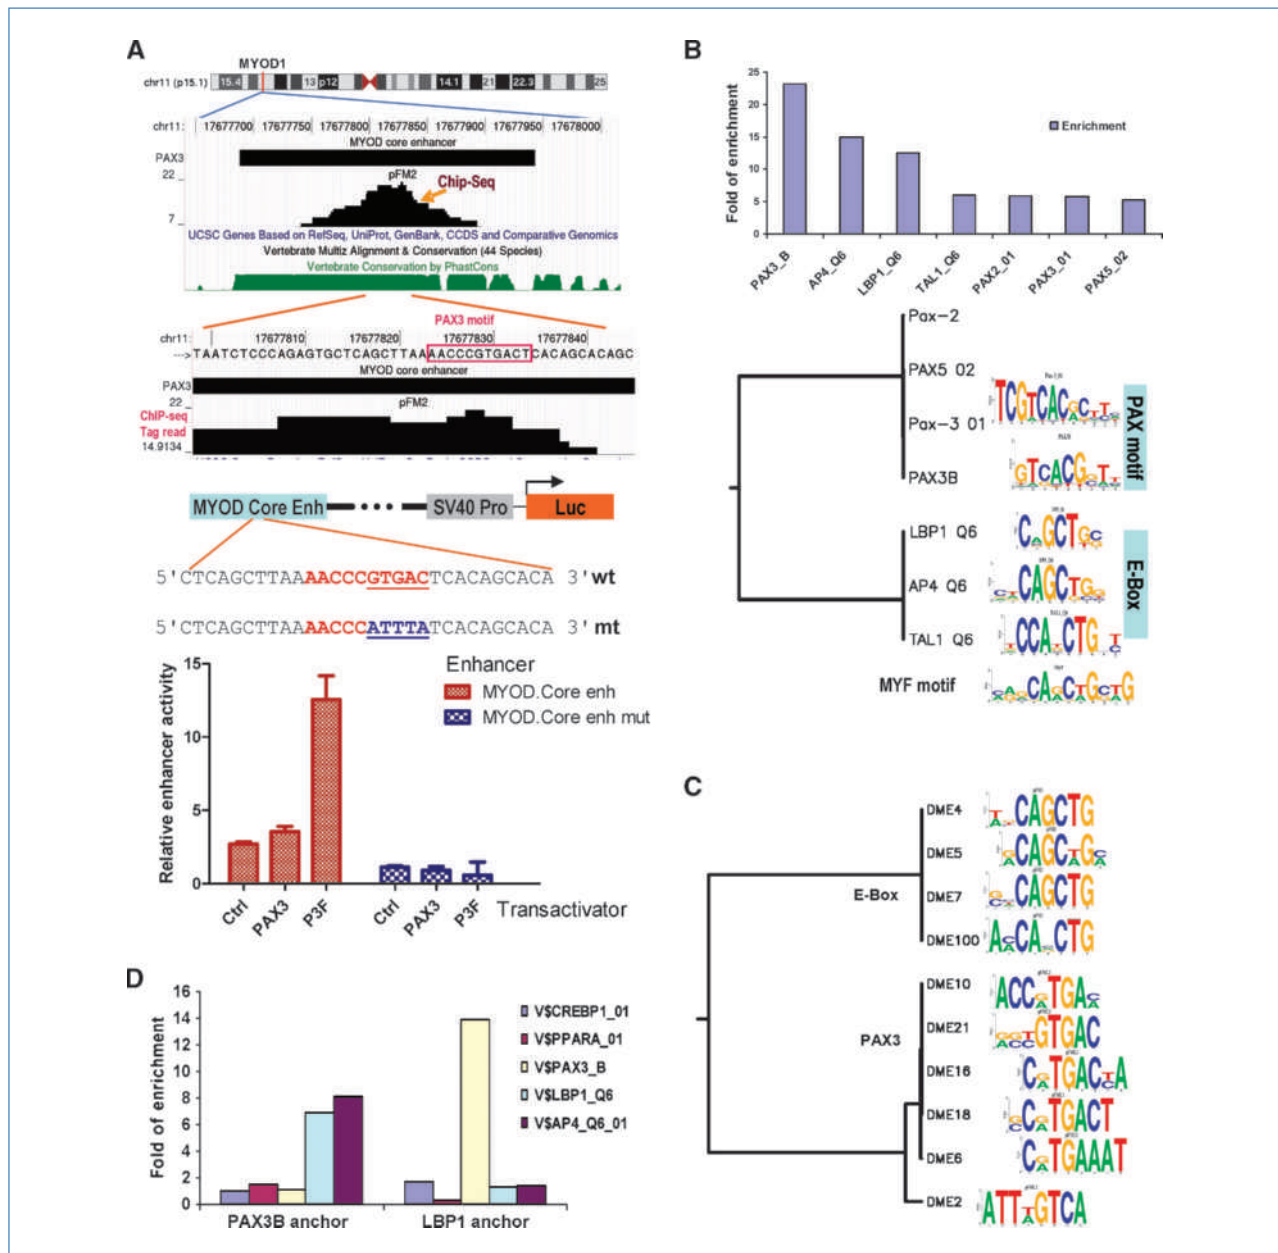 A
MYOD1
chr11 (p15.1)
15.4
13
p12
14.1
21
22.3
25
chr11:
17677700
17677750
17677800
17677850
17677900
17677950
17678000
MYOD core enhancer
PAX3
22
pFM2
Chip-Seq
7
UCSC Genes Based on RefSeq, UniProt, GenBank, CCDS and Comparative Genomics
Vertebrate Multiz Alignment & Conservation (44 Species)
Vertebrate Conservation by PhastCons
PAX3 motif
chr11:
17677810
17677820
17677830
17677840
--->
TAATCTCCCAGAGTGCTCAGCTTAAAACCCGTGACTCACAGCACAGC
MYOD core enhancer
PAX3
22
pFM2
ChIP-seq
Tag read
14.9134
MYOD Core Enh
SV40 Pro
Luc
5'CTCAGCTTAAAACCCGTGACTCACAGCACA 3'wt
5'CTCAGCTTAAAACCCATTTATCACAGCACA 3'mt
Relative enhancer activity
15
10
5
0
Enhancer
MYOD.Core enh
MYOD.Core enh mut
Ctrl
PAX3
P3F
Ctrl
PAX3
P3F
Transactivator
B
Fold of enrichment
25
20
15
10
5
0
Enrichment
PAX3_B
AP4_Q6
LBP1_Q6
TAL1_Q6
PAX2_01
PAX3_01
PAX5_02
Pax-2
PAX5 02
Pax-3 01
PAX3B
PAX motif
LBP1 Q6
AP4 Q6
TAL1 Q6
E-Box
MYF motif
C
E-Box
DME4
DME5
DME7
DME100
PAX3
DME10
DME21
DME16
DME18
DME6
DME2
D
Fold of enrichment
16
14
12
10
8
6
4
2
0
V$CREBP1_01
V$PPARA_01
V$PAX3_B
V$LBP1_Q6
V$AP4_Q6_01
PAX3B anchor
LBP1 anchor